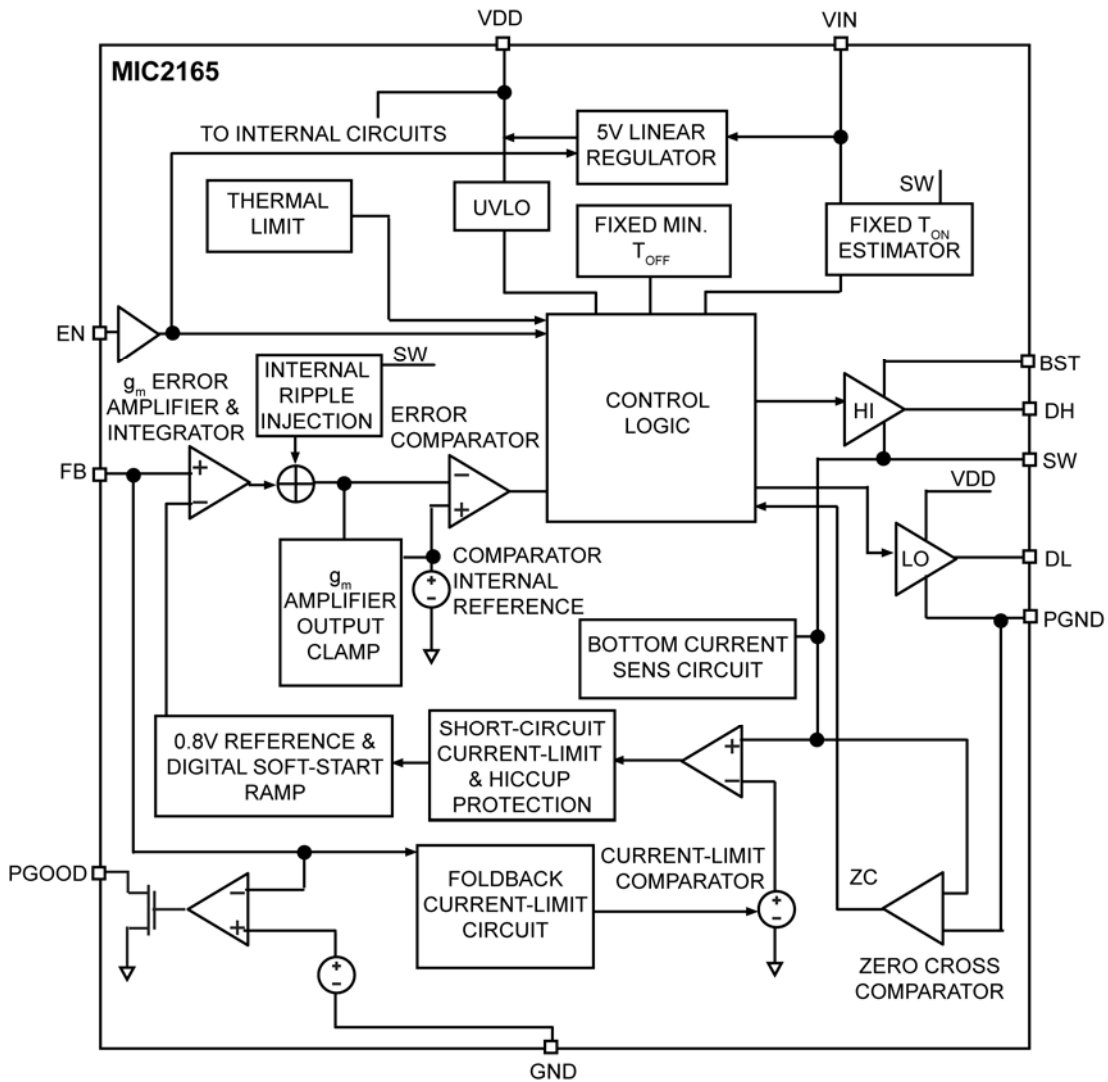 VDD
VIN
MIC2165
TO INTERNAL CIRCUITS
5V LINEAR
REGULATOR
SW
THERMAL
LIMIT
UVLO
FIXED MIN.
TOFF
FIXED TON
ESTIMATOR
EN
gm ERROR
AMPLIFIER &
INTEGRATOR
INTERNAL
RIPPLE
INJECTION
SW
ERROR
COMPARATOR
CONTROL
LOGIC
HI
BST
DH
SW
FB
+
−
−
+
VDD
LO
DL
PGND
gm
AMPLIFIER
OUTPUT
CLAMP
+
−
COMPARATOR
INTERNAL
REFERENCE
BOTTOM CURRENT
SENS CIRCUIT
0.8V REFERENCE &
DIGITAL SOFT-START
RAMP
SHORT-CIRCUIT
CURRENT-LIMIT
& HICCUP
PROTECTION
+
−
PGOOD
−
+
FOLDBACK
CURRENT-LIMIT
CIRCUIT
CURRENT-LIMIT
COMPARATOR
+
−
ZC
ZERO CROSS
COMPARATOR
+
−
GND